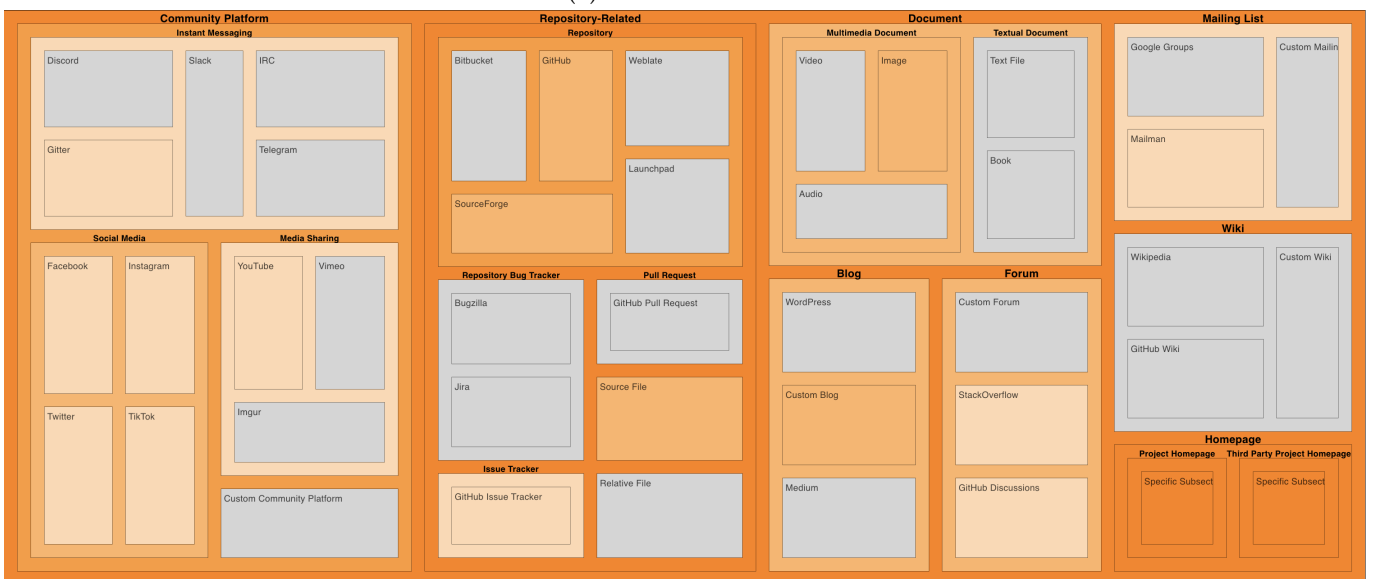 Community Platform
Instant Messaging
Discord
Slack
IRC
Gitter
Telegram
Social Media
Facebook
Instagram
Twitter
TikTok
Media Sharing
YouTube
Vimeo
Imgur
Custom Community Platform
Repository-Related
Repository
Bitbucket
GitHub
Weblate
Launchpad
SourceForge
Repository Bug Tracker
Bugzilla
Jira
Pull Request
GitHub Pull Request
Source File
Issue Tracker
GitHub Issue Tracker
Relative File
Document
Multimedia Document
Video
Image
Audio
Textual Document
Text File
Book
Blog
WordPress
Custom Blog
Medium
Forum
Custom Forum
StackOverflow
GitHub Discussions
Mailing List
Google Groups
Custom Mailin
Mailman
Wiki
Wikipedia
Custom Wiki
GitHub Wiki
Homepage
Project Homepage
Specific Subsect
Third Party Project Homepage
Specific Subsect